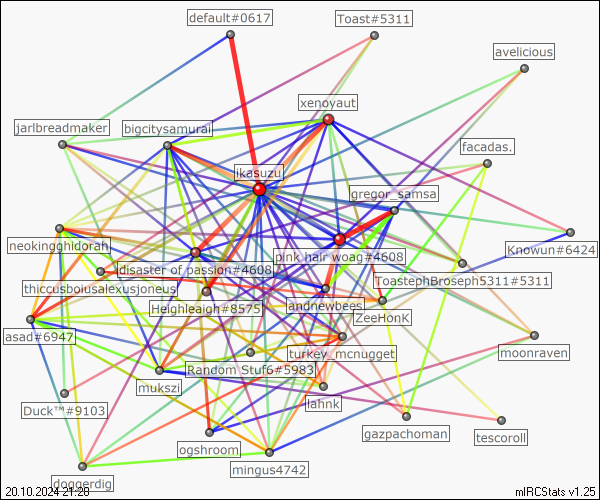 default#0617
Toast#5311
avelicious
xenoyaut
jarlbreadmaker
bigcitysamurai
facadas.
ikasuzu
gregor_samsa
neokingghidorah
pink hair woag#4608
Knowun#6424
disaster of passion#4608
ToastephBroseph5311#5311
thiccusboisalexusjoneus
Heighleaigh#8575
andnewbees
ZeeHonk
asad#6947
turkey_mcnugget
moonraven
Random Stuf6#5983
mukszi
lahnk
Duck™#9103
gazpachoman
tescoroll
ogshroom
mingus4742
doggerdig
20.10.2024 21:28
mIRCStats v1.25